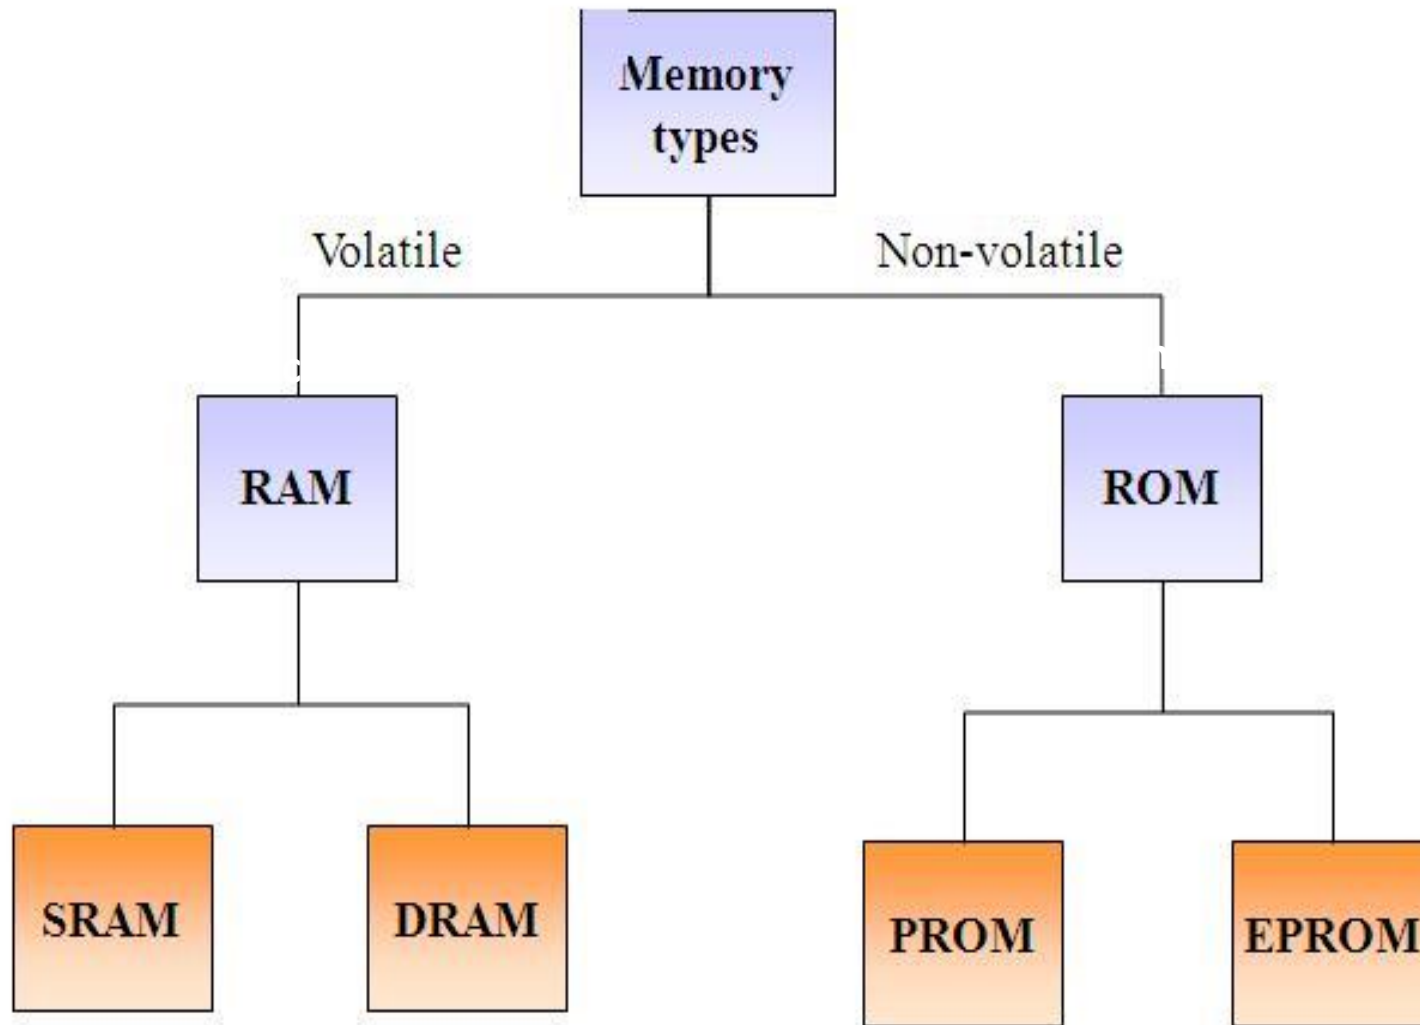 Memory
types
Volatile
Non-volatile
RAM
ROM
SRAM
DRAM
PROM
EPROM